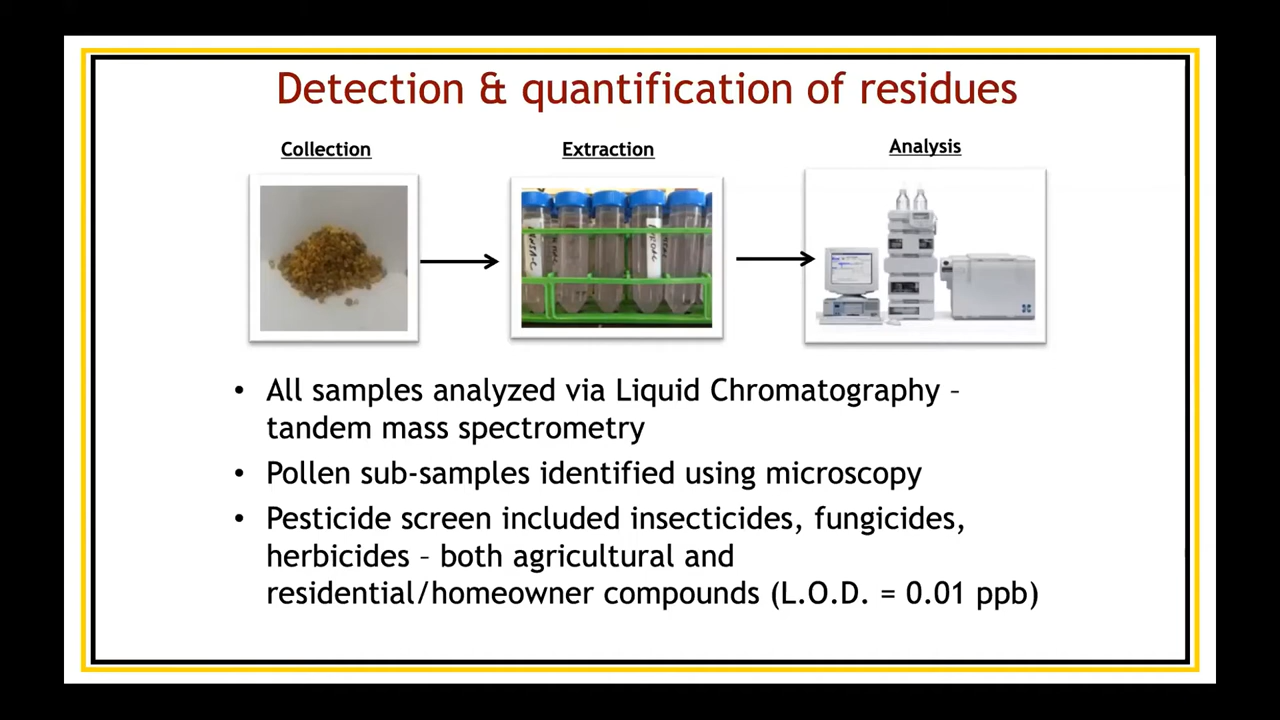 Detection & quantification of residues
Collection
Extraction
Analysis
• All samples analyzed via Liquid Chromatography –
tandem mass spectrometry
• Pollen sub-samples identified using microscopy
• Pesticide screen included insecticides, fungicides,
herbicides – both agricultural and
residential/homeowner compounds (L.O.D. = 0.01 ppb)